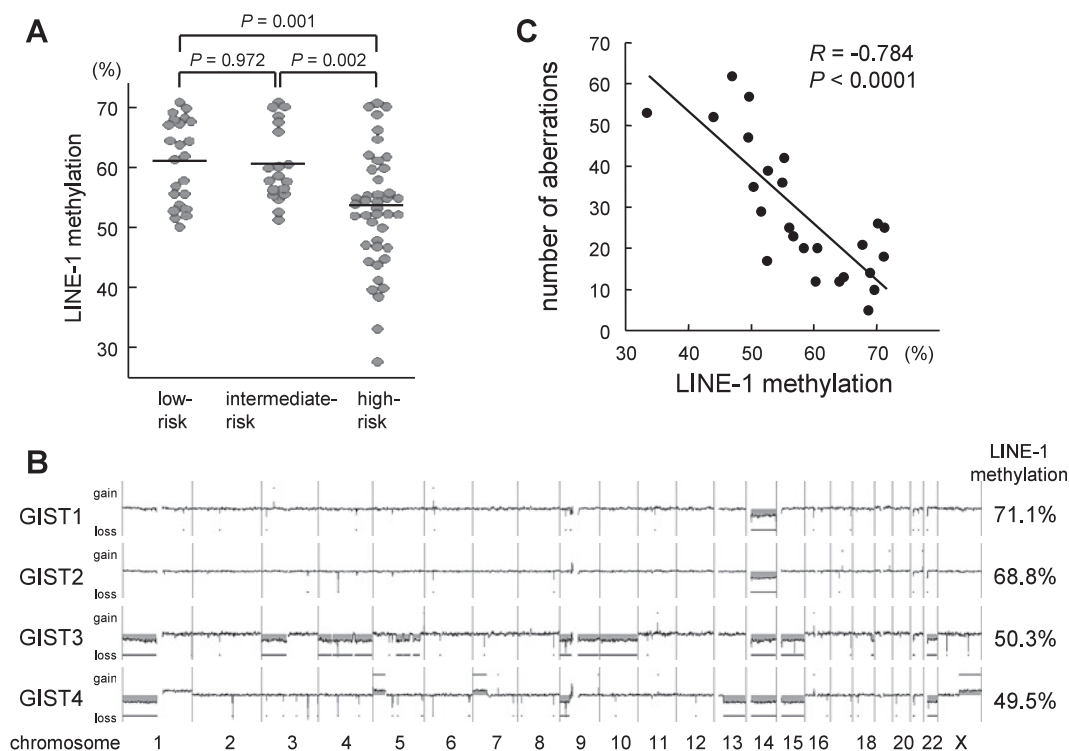 A
P = 0.001
P = 0.972
P = 0.002
(%)
70
60
50
40
30
LINE-1 methylation
low-risk
intermediate-risk
high-risk
C
R = -0.784
P < 0.0001
number of aberrations
70
60
50
40
30
20
10
0
30 40 50 60 70 (%)
LINE-1 methylation
B
LINE-1
methylation
gain
GIST1
loss
71.1%
gain
GIST2
loss
68.8%
gain
GIST3
loss
50.3%
gain
GIST4
loss
49.5%
chromosome 1 2 3 4 5 6 7 8 9 10 11 12 13 14 15 16 18 20 22 X